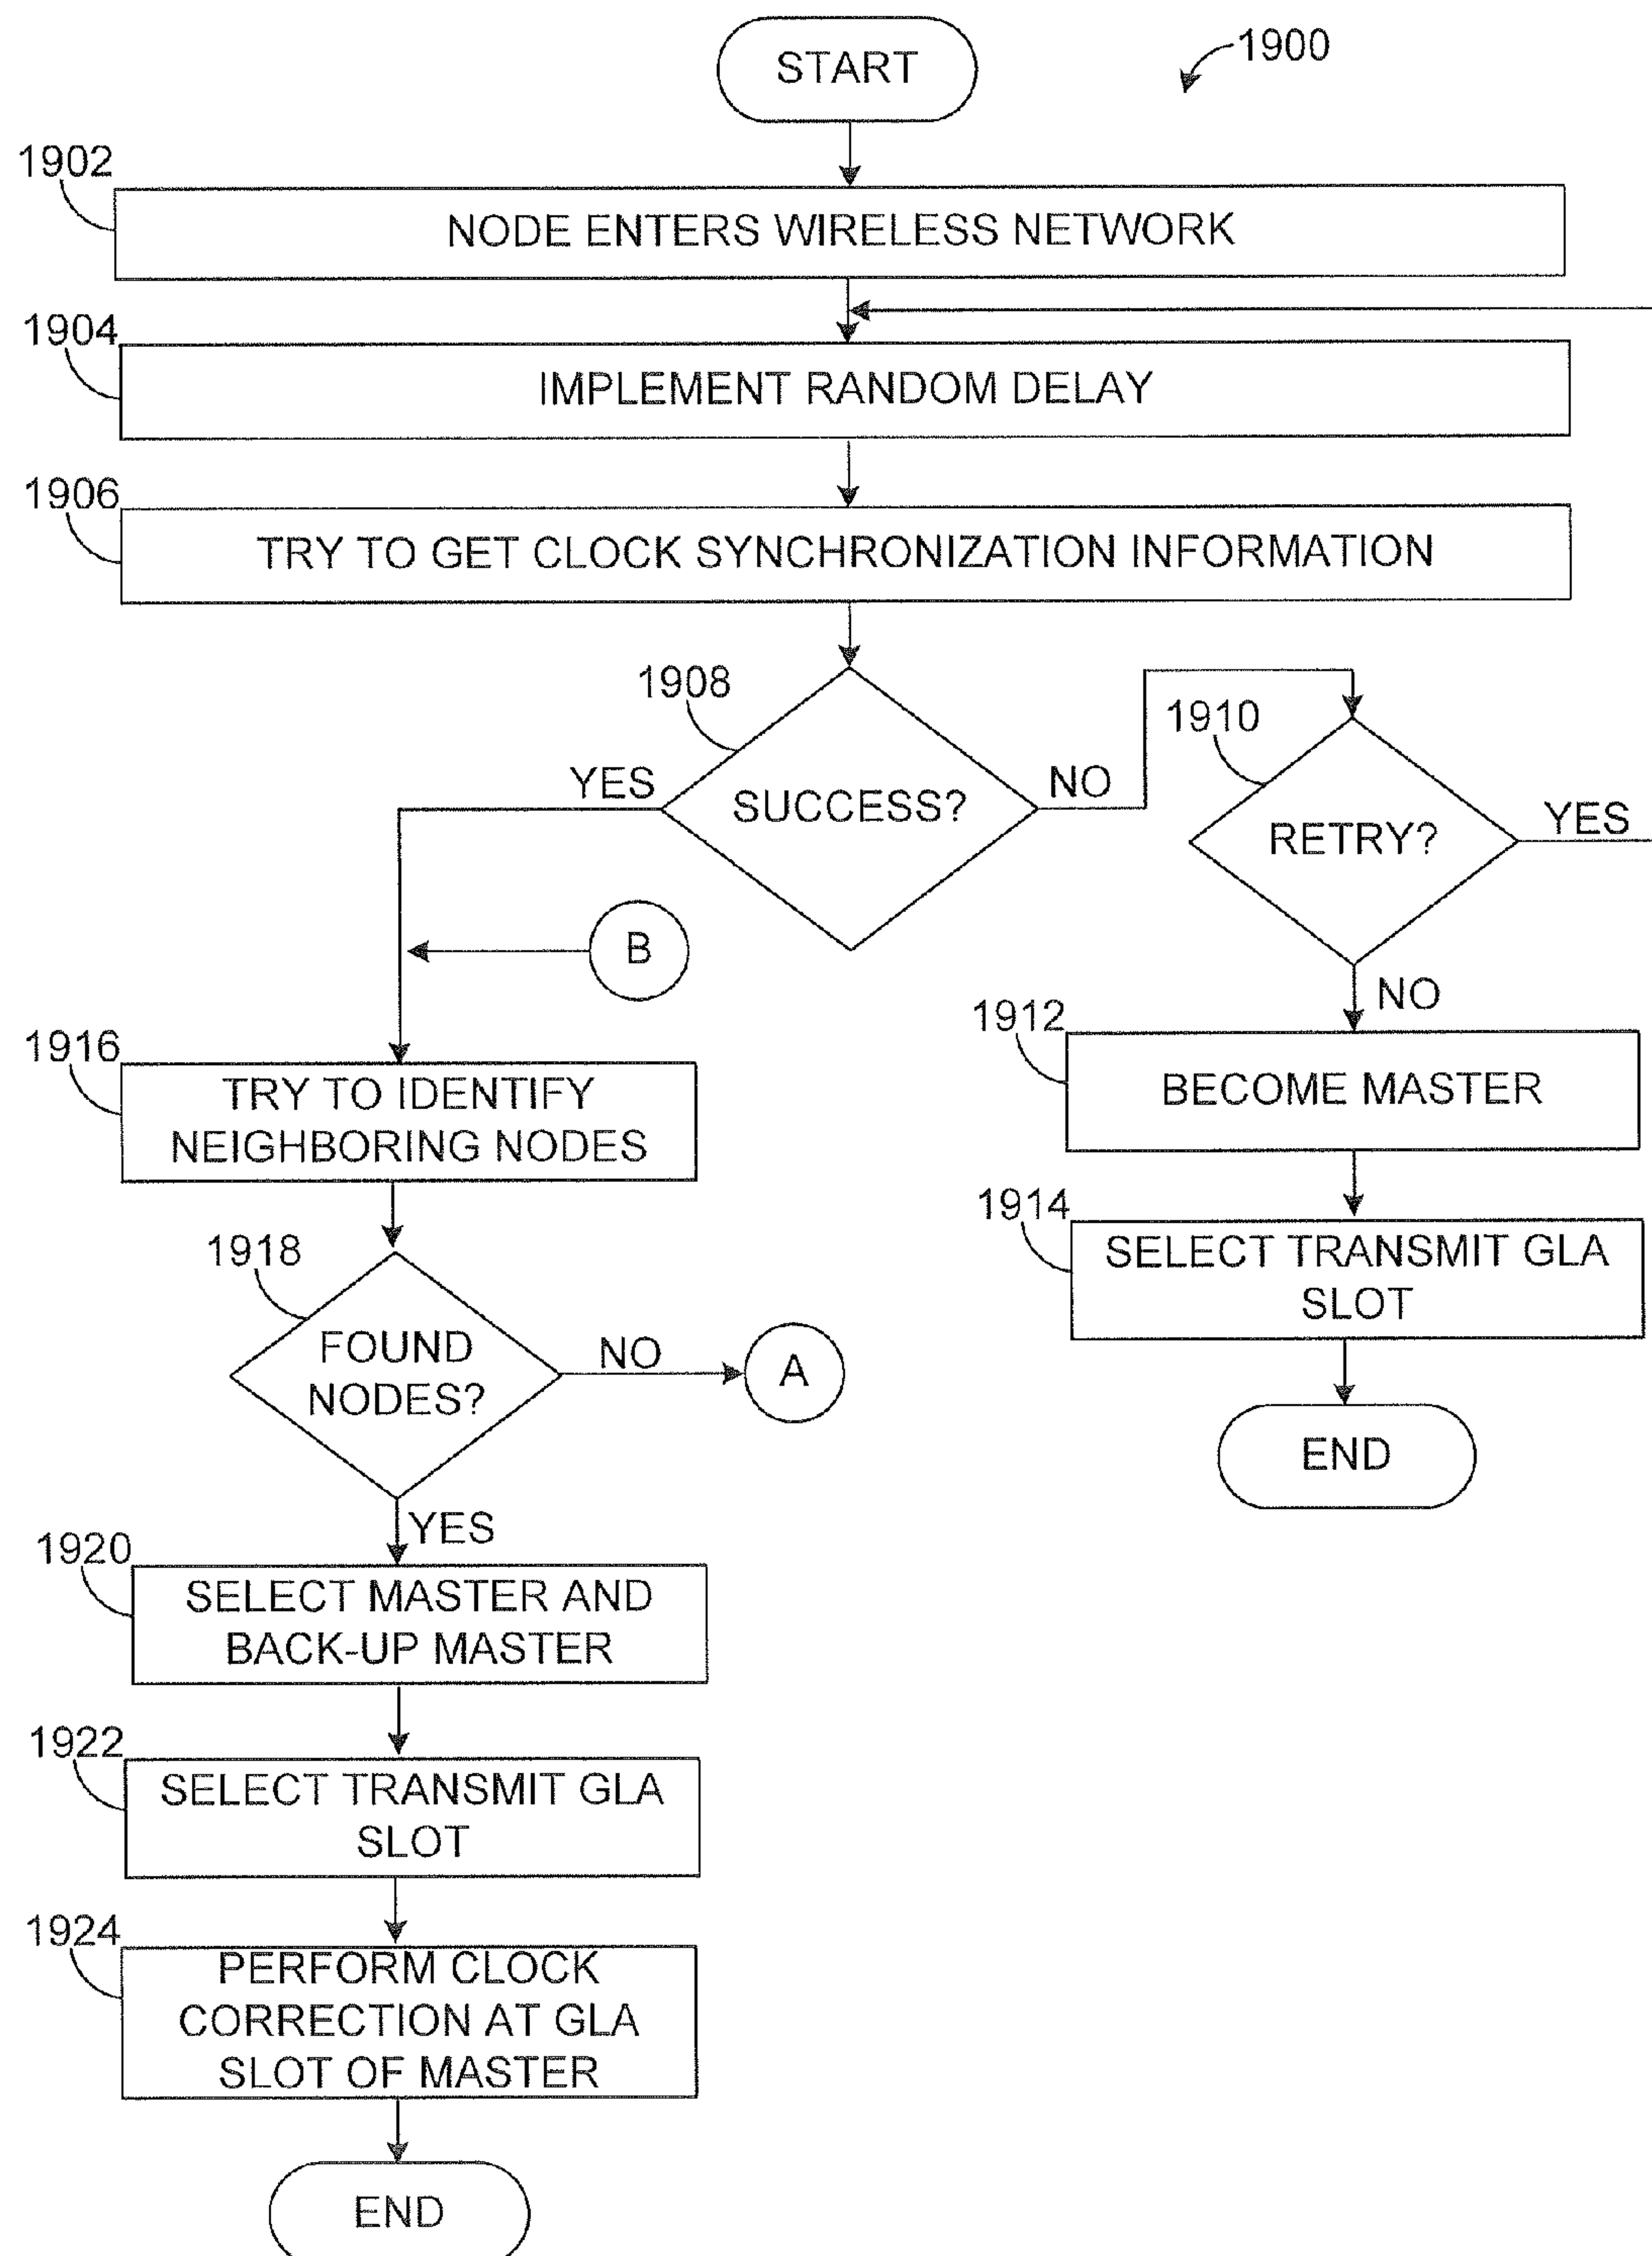 START
1900
1902
NODE ENTERS WIRELESS NETWORK
1904
IMPLEMENT RANDOM DELAY
1906
TRY TO GET CLOCK SYNCHRONIZATION INFORMATION
1908
SUCCESS?
YES
NO
1910
RETRY?
YES
NO
B
1912
BECOME MASTER
1914
SELECT TRANSMIT GLA
SLOT
END
1916
TRY TO IDENTIFY
NEIGHBORING NODES
1918
FOUND
NODES?
NO
A
YES
1920
SELECT MASTER AND
BACK-UP MASTER
1922
SELECT TRANSMIT GLA
SLOT
1924
PERFORM CLOCK
CORRECTION AT GLA
SLOT OF MASTER
END